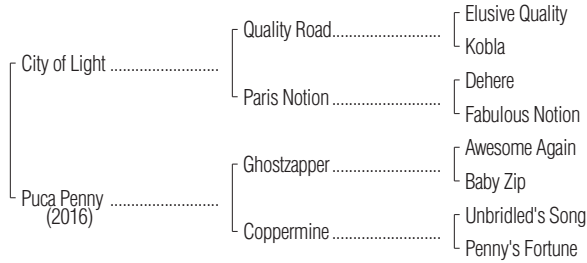 City of Light
Puca Penny
(2016)
Quality Road
Paris Notion
Ghostzapper
Coppermine
Elusive Quality
Kobla
Dehere
Fabulous Notion
Awesome Again
Baby Zip
Unbridled's Song
Penny's Fortune